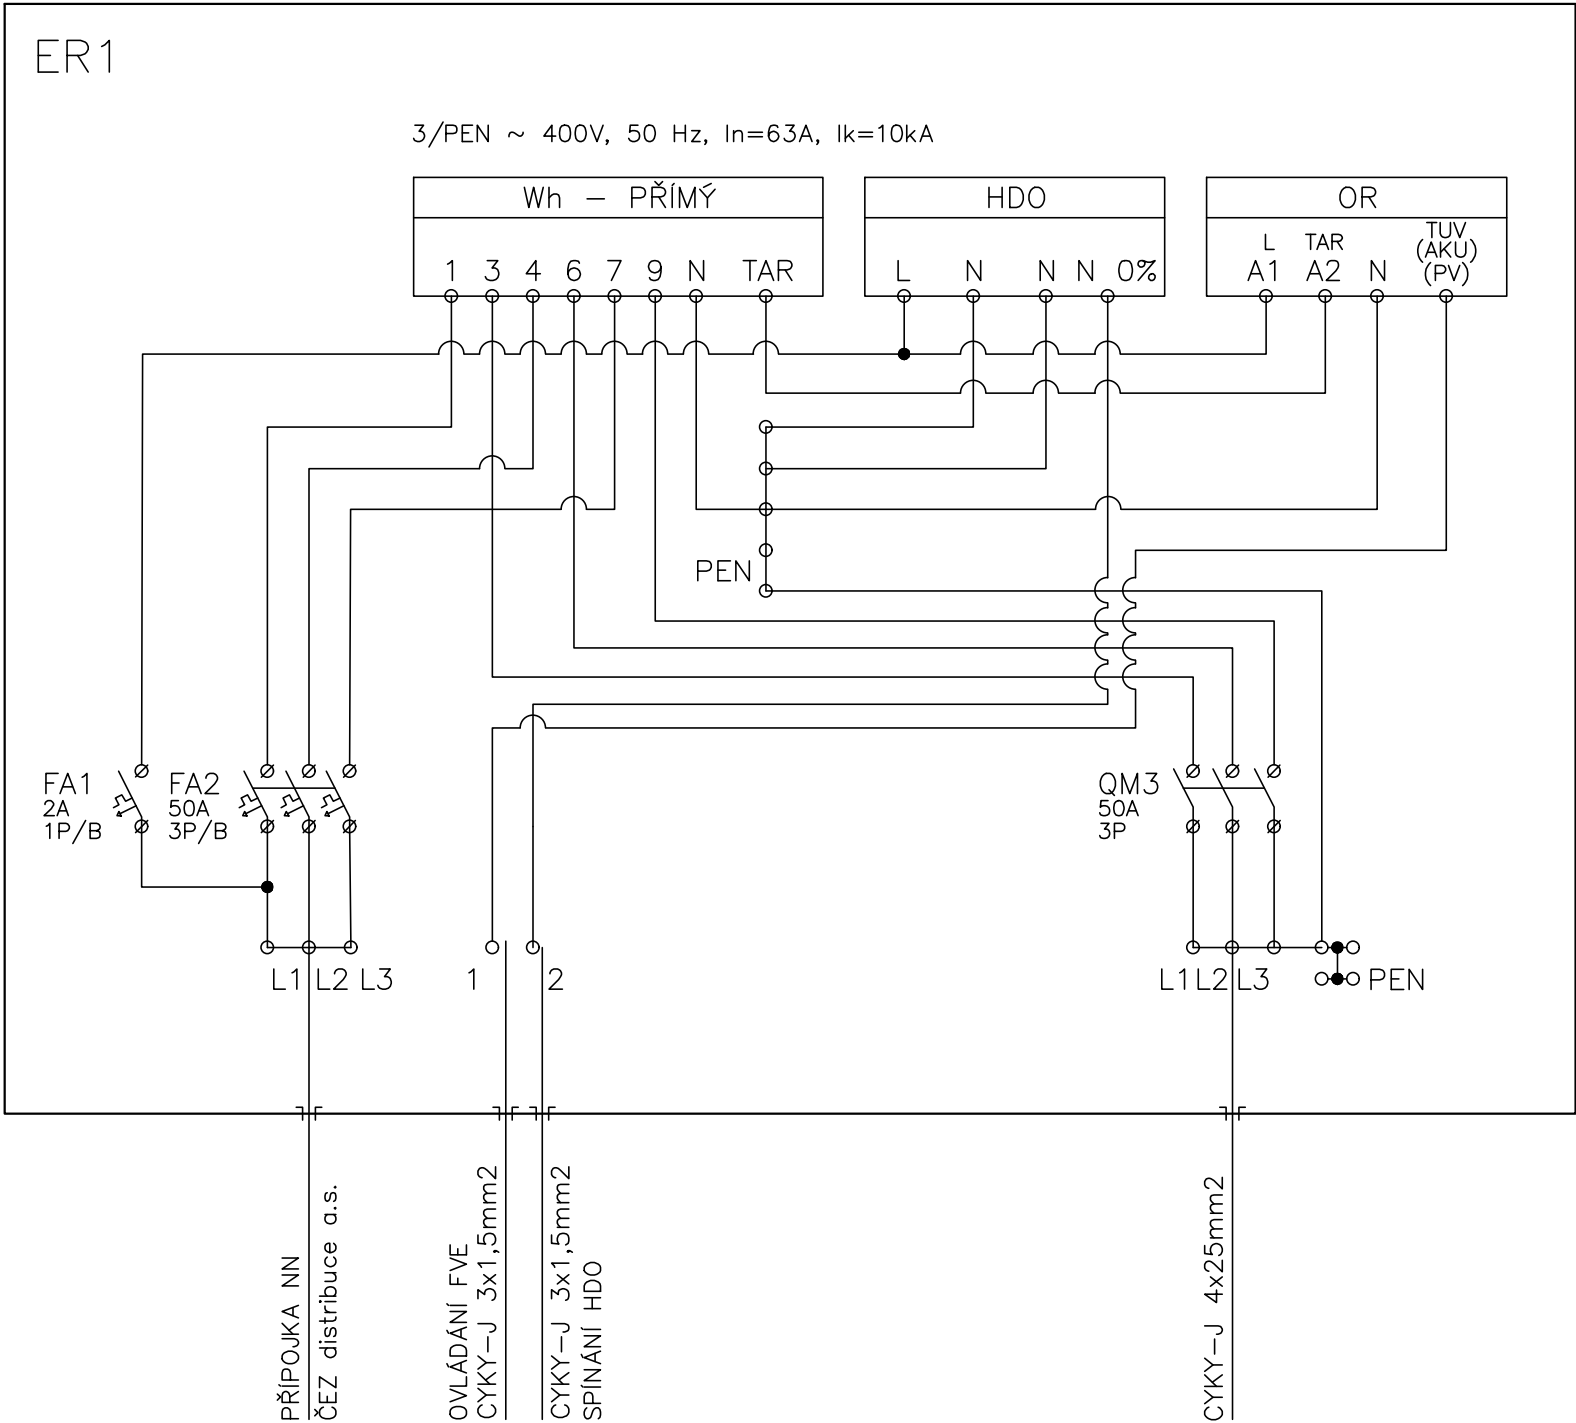 ER1
3/PEN ~ 400V, 50 Hz, In=63A, Ik=10kA
Wh – PŘÍMÝ
1 3 4 6 7 9 N TAR
HDO
L N N N 0%
OR
L TAR TUV
(AKU)
A1 A2 N (PV)
PEN
FA1
2A
1P/B
FA2
50A
3P/B
QM3
50A
3P
L1 L2 L3
1 2
L1 L2 L3 PEN
PŘÍPOJKA NN
ČEZ distribuce a.s.
OVLÁDÁNÍ FVE
CYKY–J 3x1,5mm2
CYKY–J 3x1,5mm2
SPÍNÁNÍ HDO
CYKY–J 4x25mm2